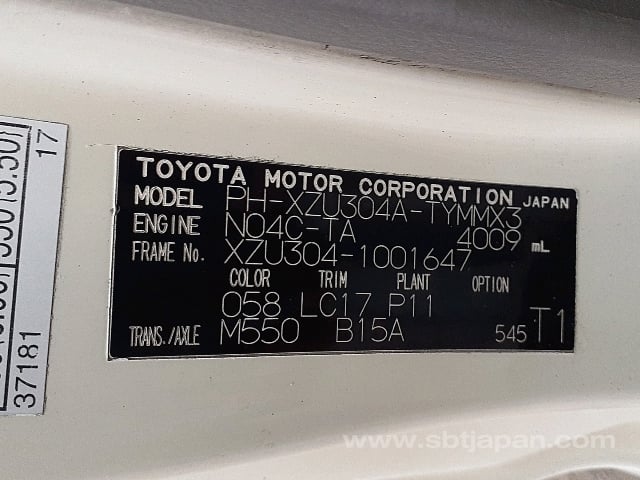 TOYOTA MOTOR CORPORATION JAPAN
MODEL PH-XZU304A-TYMMX3
ENGINE N04C-TA 4009 mL
FRAME No. XZU304-1001647
COLOR TRIM PLANT OPTION
058 LC17 P11
TRANS./AXLE M550 B15A 545 T1
17
37181
www.sbtjapan.com